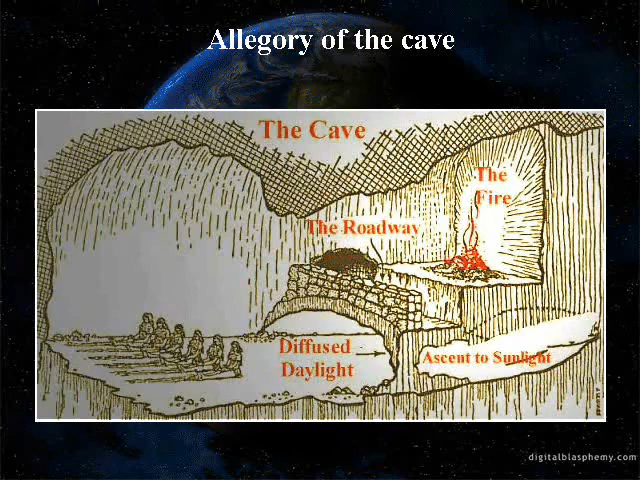 Allegory of the cave
The Cave
The
Fire
The Roadway
Diffused
Daylight
Ascent to Sunlight
digitalblasphemy.com